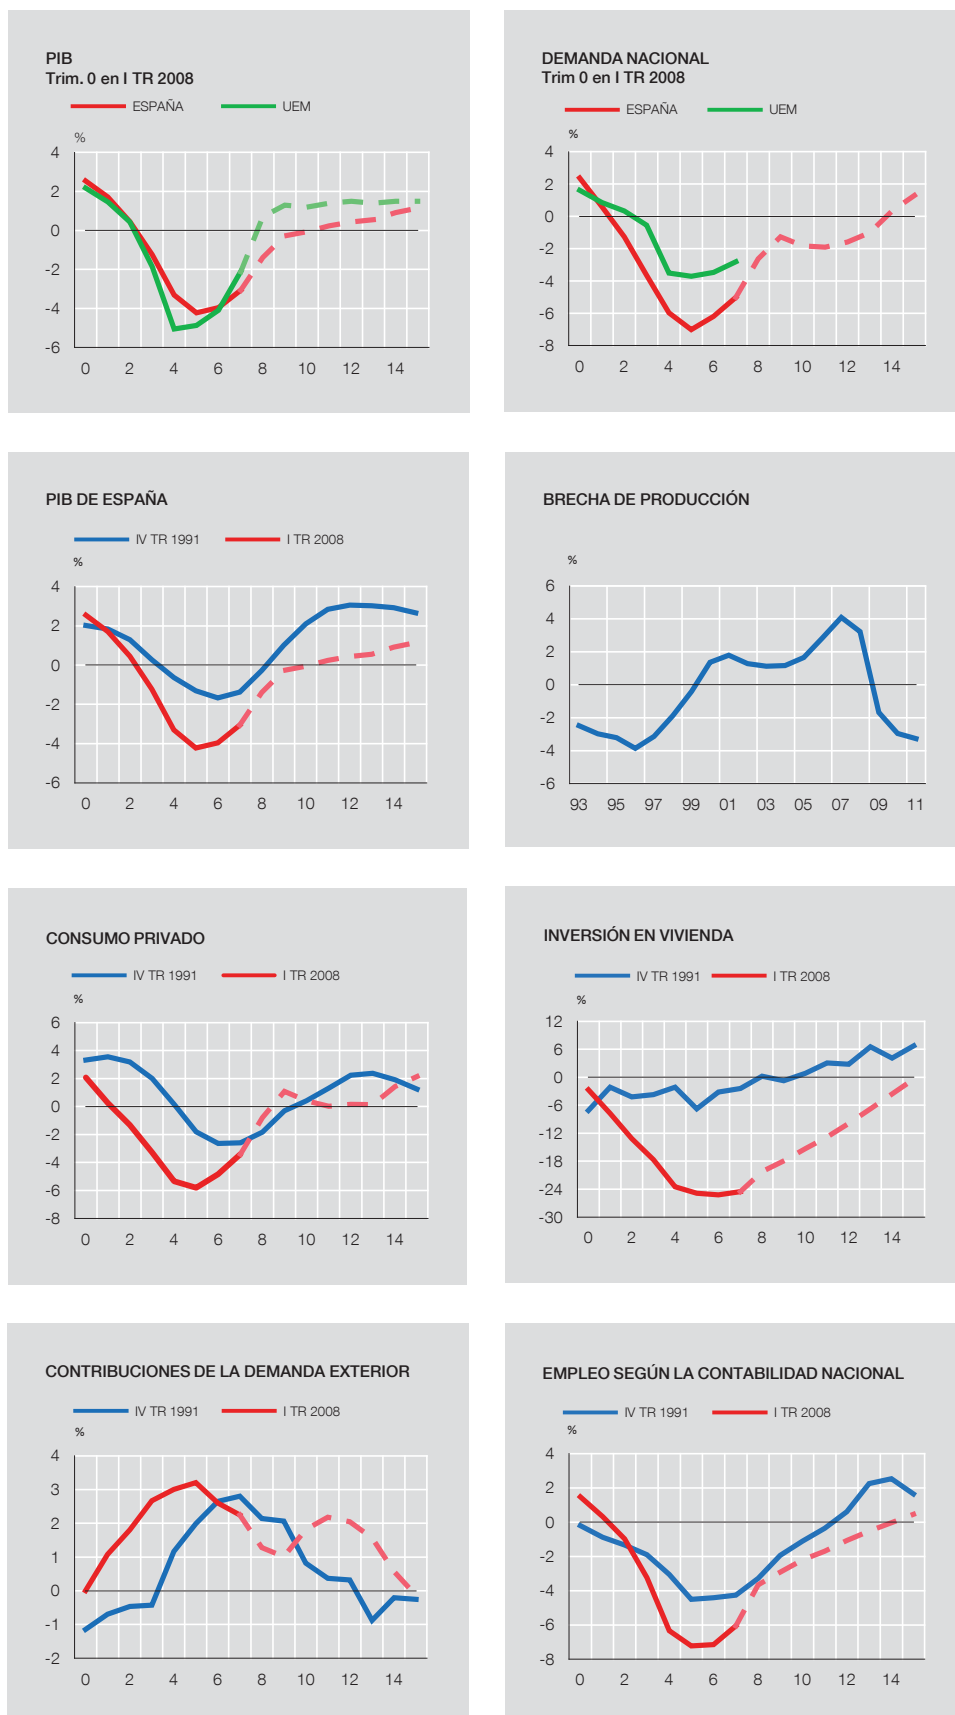 PIB
Trim. 0 en I TR 2008
ESPAÑA UEM
%
4
2
0
-2
-4
-6
0 2 4 6 8 10 12 14
DEMANDA NACIONAL
Trim 0 en I TR 2008
ESPAÑA UEM
%
4
2
0
-2
-4
-6
-8
0 2 4 6 8 10 12 14
PIB DE ESPAÑA
IV TR 1991 I TR 2008
%
4
2
0
-2
-4
-6
0 2 4 6 8 10 12 14
BRECHA DE PRODUCCIÓN
%
6
4
2
0
-2
-4
-6
93 95 97 99 01 03 05 07 09 11
CONSUMO PRIVADO
IV TR 1991 I TR 2008
%
6
4
2
0
-2
-4
-6
-8
0 2 4 6 8 10 12 14
INVERSIÓN EN VIVIENDA
IV TR 1991 I TR 2008
%
12
6
0
-6
-12
-18
-24
-30
0 2 4 6 8 10 12 14
CONTRIBUCIONES DE LA DEMANDA EXTERIOR
IV TR 1991 I TR 2008
%
4
3
2
1
0
-1
-2
0 2 4 6 8 10 12 14
EMPLEO SEGÚN LA CONTABILIDAD NACIONAL
IV TR 1991 I TR 2008
%
4
2
0
-2
-4
-6
-8
0 2 4 6 8 10 12 14